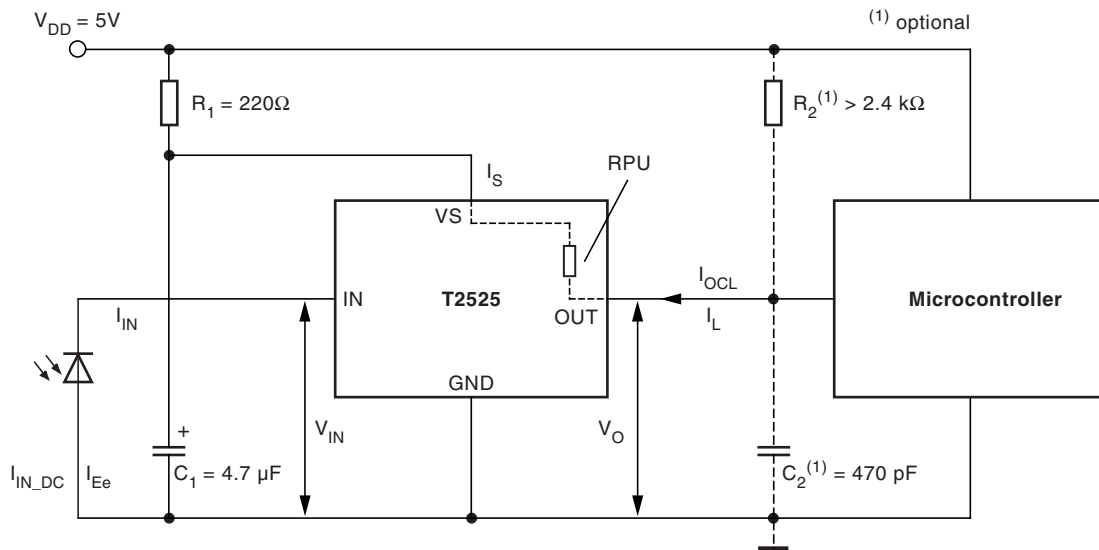 V_DD = 5V
(1) optional
R_1 = 220Ω
R_2^(1) > 2.4 kΩ
I_S
RPU
VS
IN
T2525
I_OCL
Microcontroller
I_IN
OUT
I_L
GND
V_IN
V_O
+
I_IN_DC
I_Ee
C_1 = 4.7 µF
C_2^(1) = 470 pF